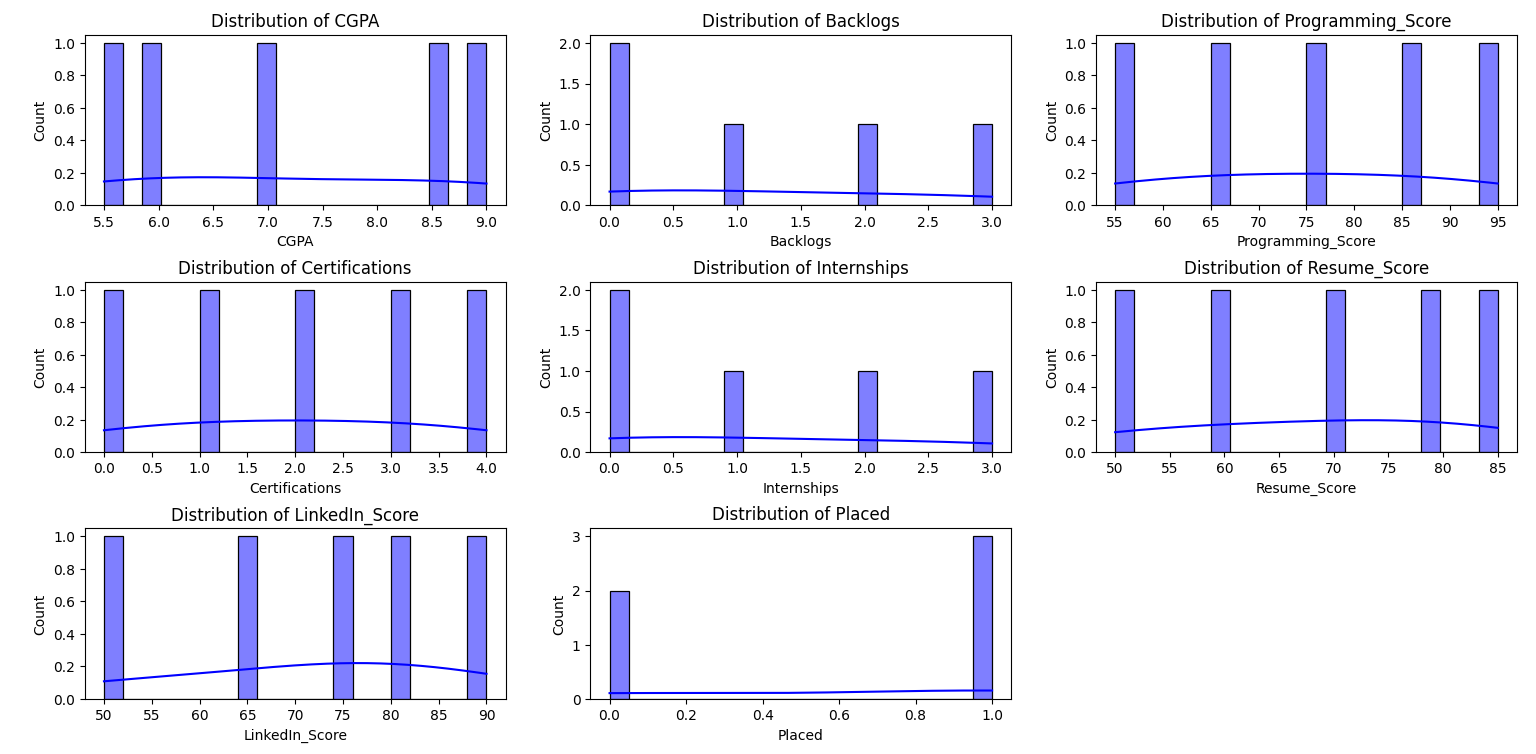 Distribution of CGPA
Distribution of Backlogs
Distribution of Programming_Score
1.0
0.8
0.6
0.4
0.2
0.0
Count
5.5 6.0 6.5 7.0 7.5 8.0 8.5 9.0
CGPA
2.0
1.5
1.0
0.5
0.0
Count
0.0 0.5 1.0 1.5 2.0 2.5 3.0
Backlogs
1.0
0.8
0.6
0.4
0.2
0.0
Count
55 60 65 70 75 80 85 90 95
Programming_Score
Distribution of Certifications
Distribution of Internships
Distribution of Resume_Score
1.0
0.8
0.6
0.4
0.2
0.0
Count
0.0 0.5 1.0 1.5 2.0 2.5 3.0 3.5 4.0
Certifications
2.0
1.5
1.0
0.5
0.0
Count
0.0 0.5 1.0 1.5 2.0 2.5 3.0
Internships
1.0
0.8
0.6
0.4
0.2
0.0
Count
50 55 60 65 70 75 80 85
Resume_Score
Distribution of LinkedIn_Score
Distribution of Placed
1.0
0.8
0.6
0.4
0.2
0.0
Count
50 55 60 65 70 75 80 85 90
LinkedIn_Score
3
2
1
0
Count
0.0 0.2 0.4 0.6 0.8 1.0
Placed